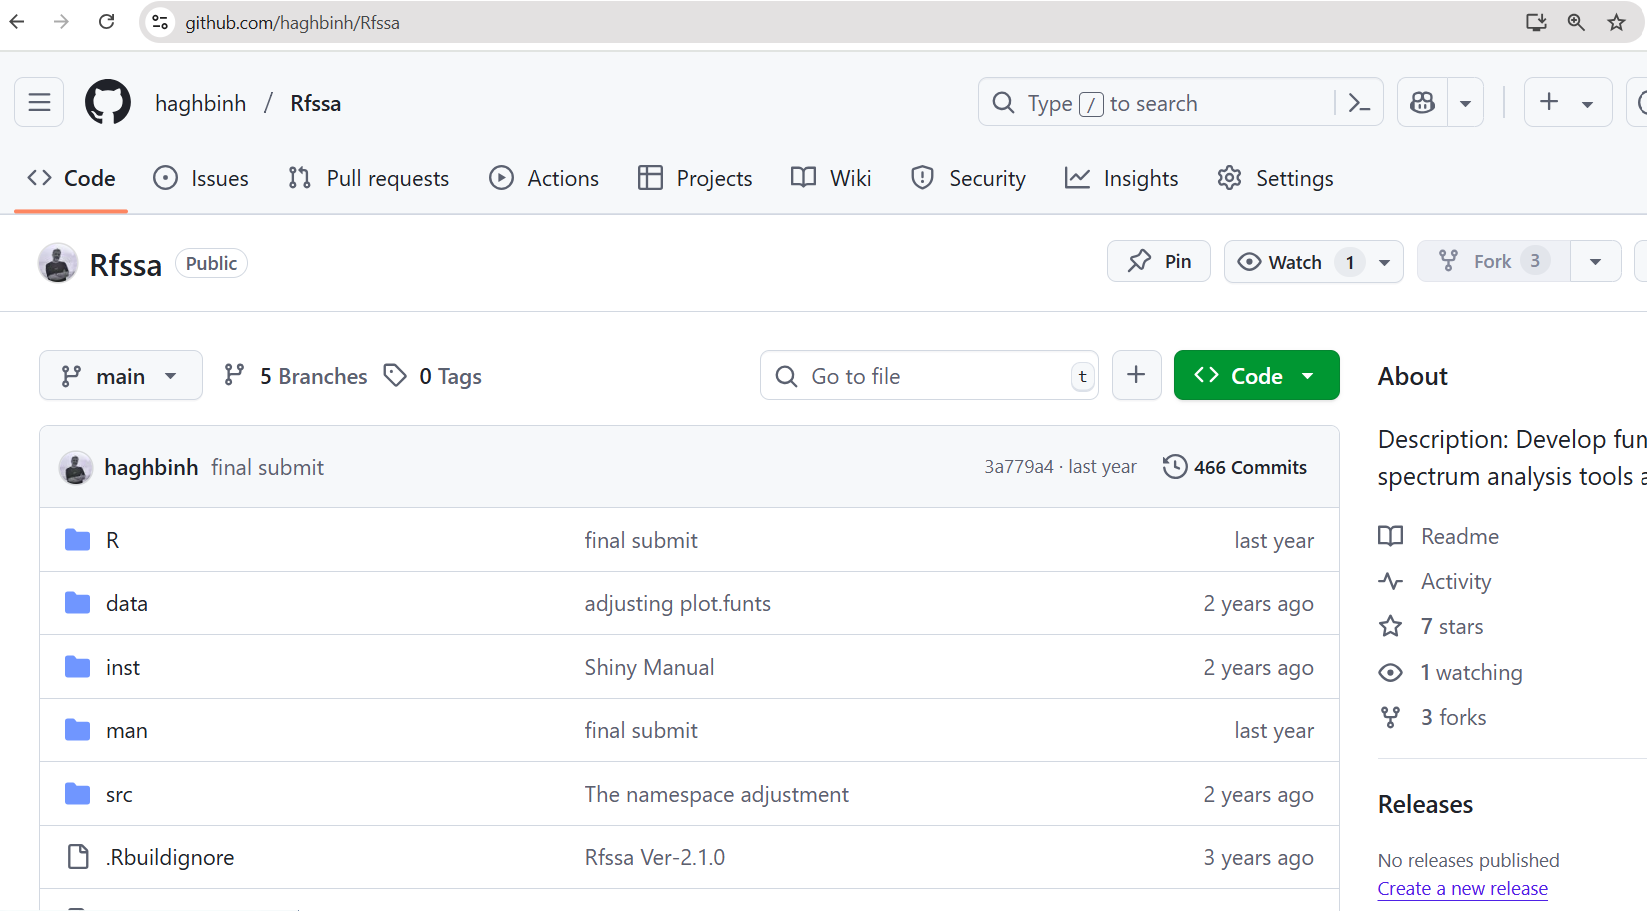 github.com/haghbinh/Rfssa
haghbinh / Rfssa
Type / to search
Code Issues Pull requests Actions Projects Wiki Security Insights Settings
Rfssa Public
Pin Watch 1 Fork 3
main 5 Branches 0 Tags
Go to file t
Code
haghbinh final submit 3a779a4 · last year 466 Commits
R final submit last year
data adjusting plot.funts 2 years ago
inst Shiny Manual 2 years ago
man final submit last year
src The namespace adjustment 2 years ago
.Rbuildignore Rfssa Ver-2.1.0 3 years ago
About
Description: Develop fun
spectrum analysis tools a
Readme
Activity
7 stars
1 watching
3 forks
Releases
No releases published
Create a new release